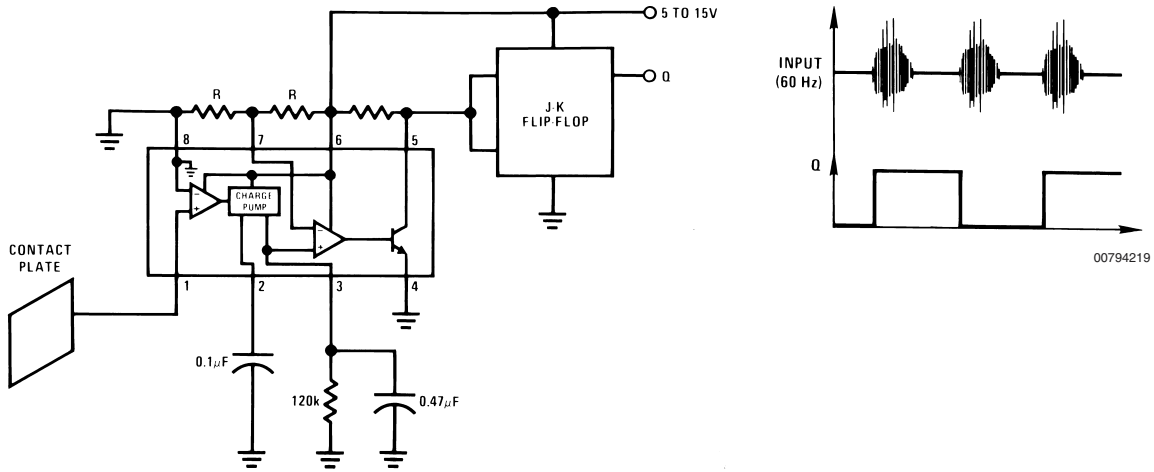 5 TO 15V
Q
J-K
FLIP-FLOP
R
R
8
7
6
5
-
+
CHARGE
PUMP
-
+
CONTACT
PLATE
1
2
3
4
0.1μF
120k
0.47μF
INPUT
(60 Hz)
Q
00794219